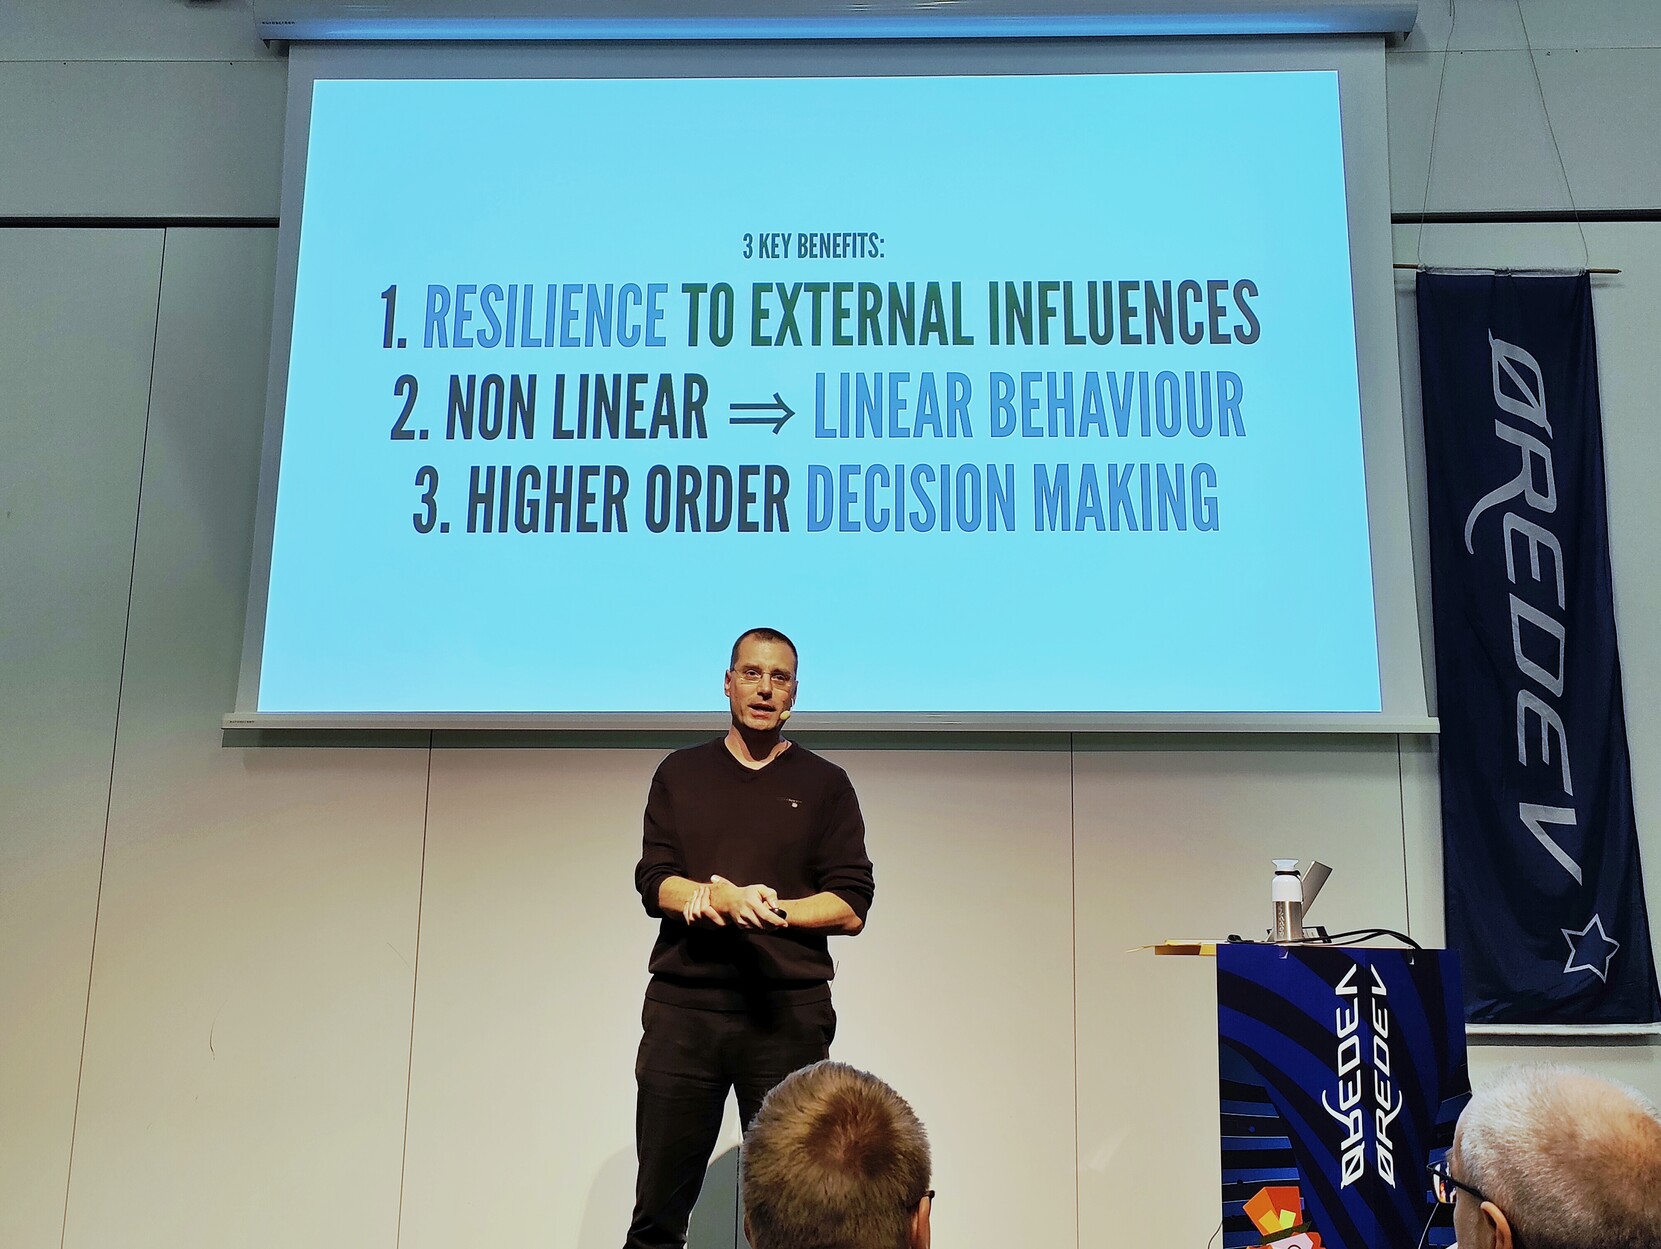 3 KEY BENEFITS:
1. RESILIENCE TO EXTERNAL INFLUENCES
2. NON LINEAR ⇒ LINEAR BEHAVIOUR
3. HIGHER ORDER DECISION MAKING
ØREDEV
ØREDEV
ØREDEV